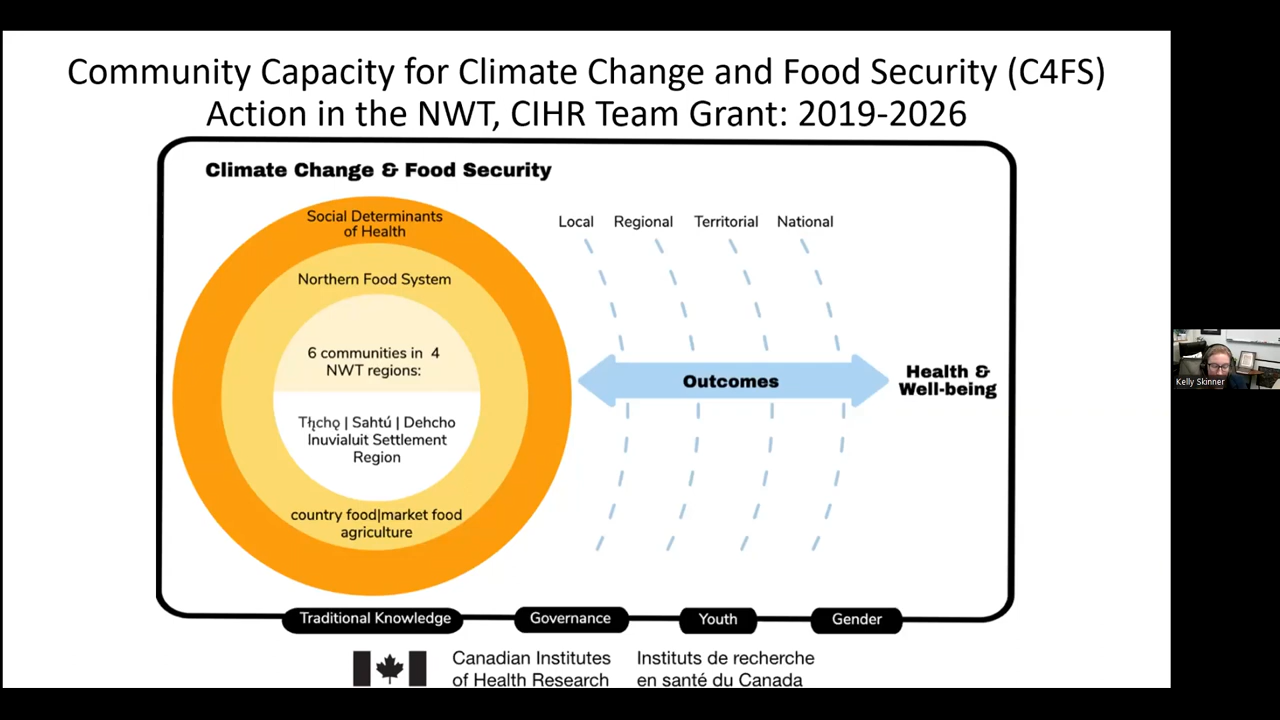 Community Capacity for Climate Change and Food Security (C4FS)
Action in the NWT, CIHR Team Grant: 2019-2026
Climate Change & Food Security
Social Determinants
of Health
Northern Food System
6 communities in 4
NWT regions:
Tłı̨chǫ | Sahtú | Dehcho
Inuvialuit Settlement
Region
country food|market food
agriculture
Local Regional Territorial National
Outcomes
Health &
Well-being
Traditional Knowledge Governance Youth Gender
Canadian Institutes
of Health Research
Instituts de recherche
en santé du Canada
Kelly Skinner